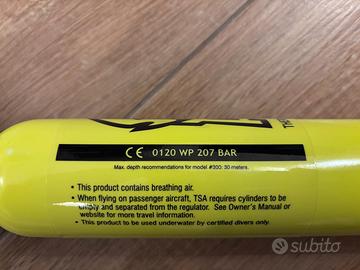 THE
CE 0120 WP 207 BAR
Max. depth recommendations for model #300: 30 meters.
• This product contains breathing air.
• When flying on passenger aircraft, TSA requires cylinders to be
empty and separated from the regulator. See Owner's Manual or
website for more travel information.
• This product to be used underwater by certified divers only.
subito